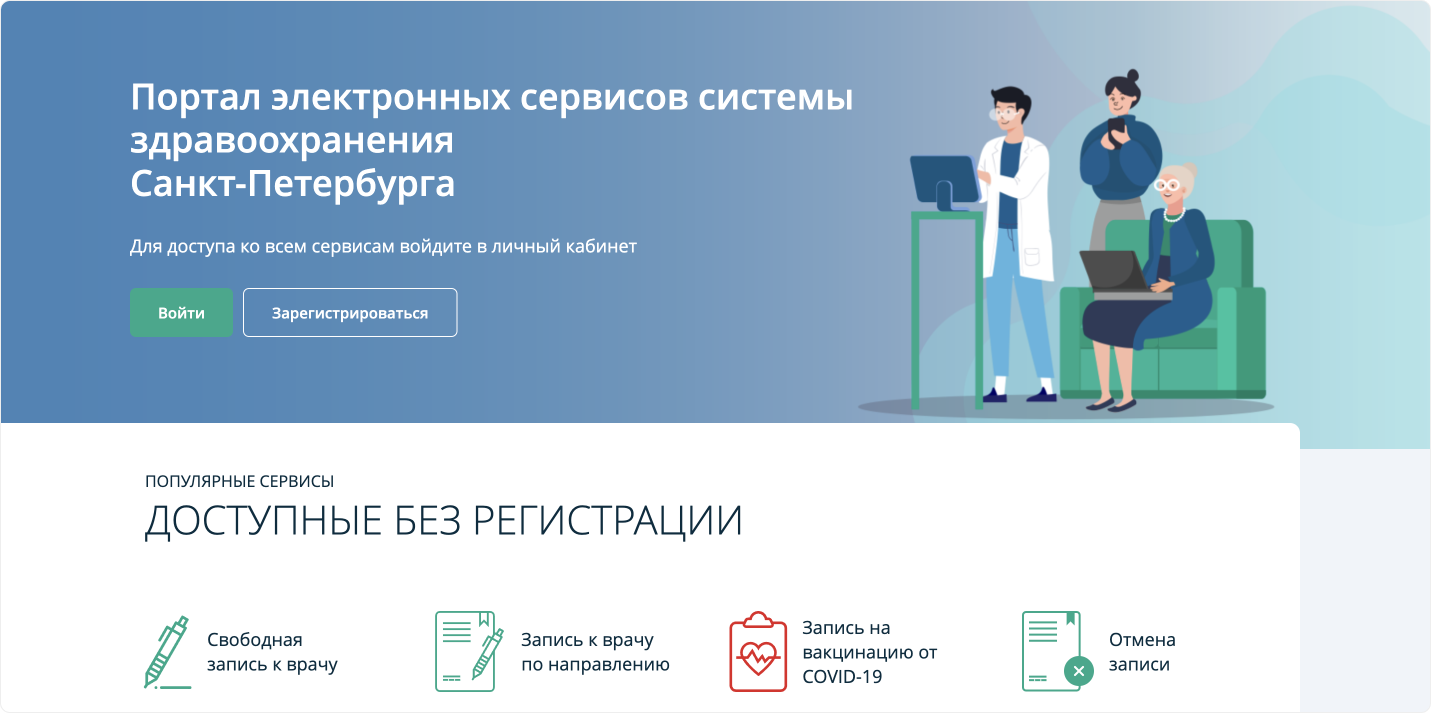 Портал электронных сервисов системы
здравоохранения
Санкт-Петербурга
Для доступа ко всем сервисам войдите в личный кабинет
Войти
Зарегистрироваться
ПОПУЛЯРНЫЕ СЕРВИСЫ
ДОСТУПНЫЕ БЕЗ РЕГИСТРАЦИИ
Свободная
запись к врачу
Запись к врачу
по направлению
Запись на
вакцинацию от
COVID-19
Отмена
записи